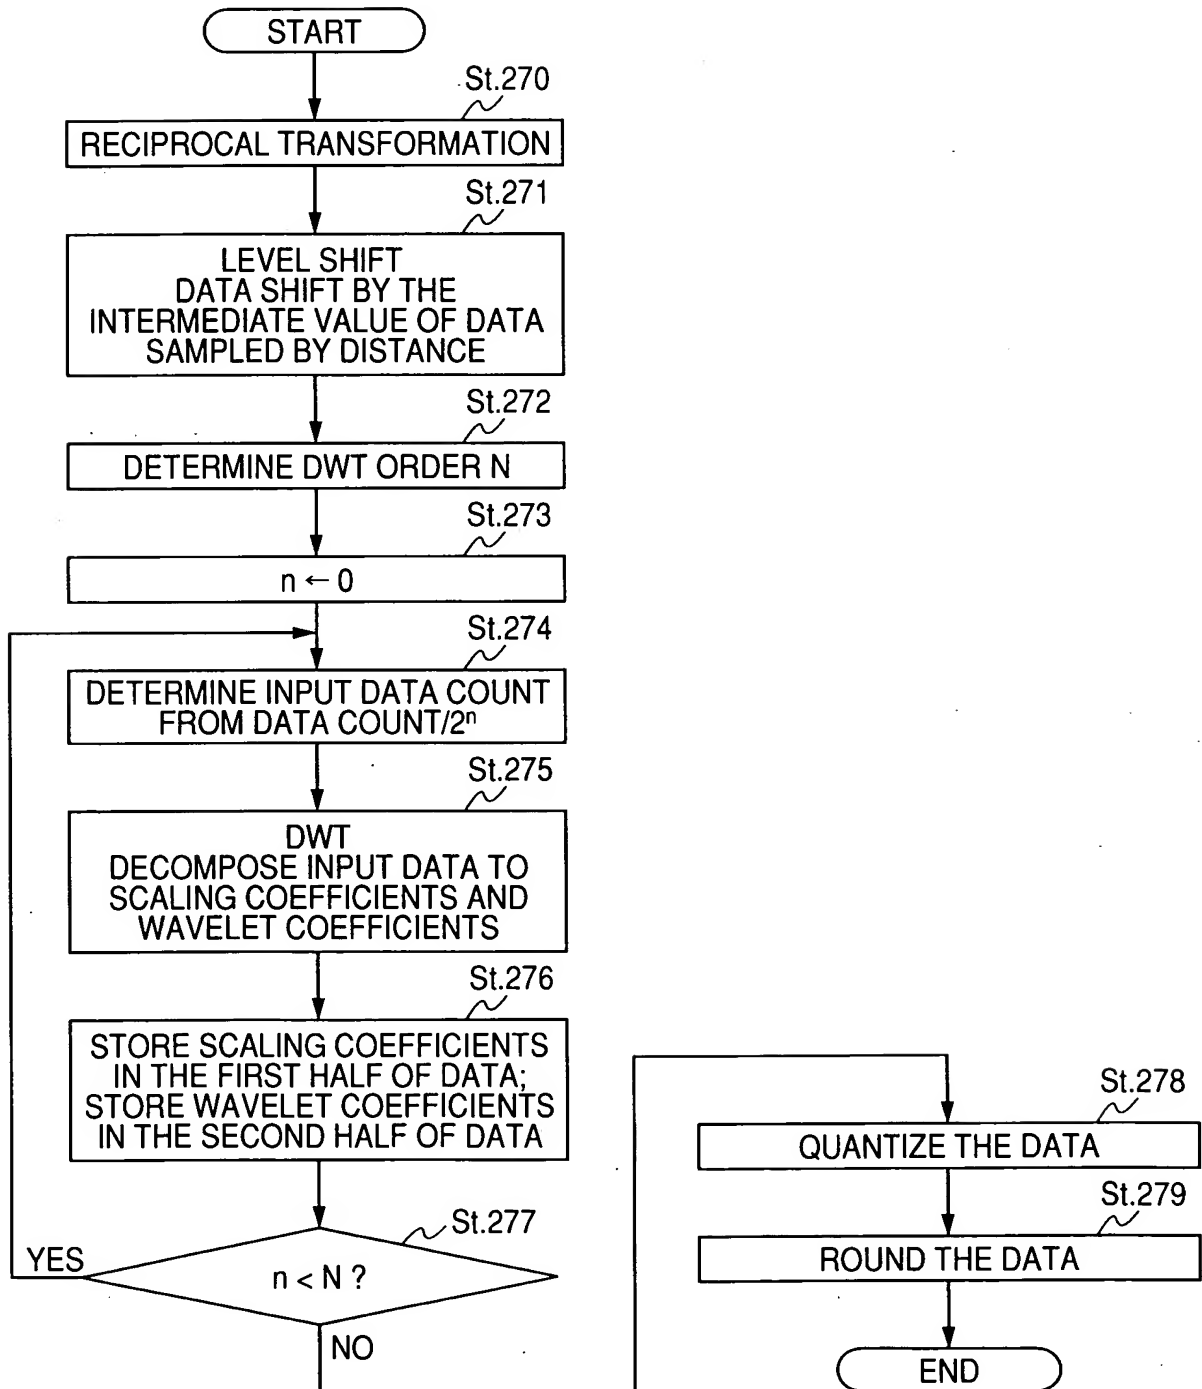 START
St.270
RECIPROCAL TRANSFORMATION
St.271
LEVEL SHIFT
DATA SHIFT BY THE
INTERMEDIATE VALUE OF DATA
SAMPLED BY DISTANCE
St.272
DETERMINE DWT ORDER N
St.273
n ← 0
St.274
DETERMINE INPUT DATA COUNT
FROM DATA COUNT/2ⁿ
St.275
DWT
DECOMPOSE INPUT DATA TO
SCALING COEFFICIENTS AND
WAVELET COEFFICIENTS
St.276
STORE SCALING COEFFICIENTS
IN THE FIRST HALF OF DATA;
STORE WAVELET COEFFICIENTS
IN THE SECOND HALF OF DATA
St.277
YES
n < N ?
NO
St.278
QUANTIZE THE DATA
St.279
ROUND THE DATA
END